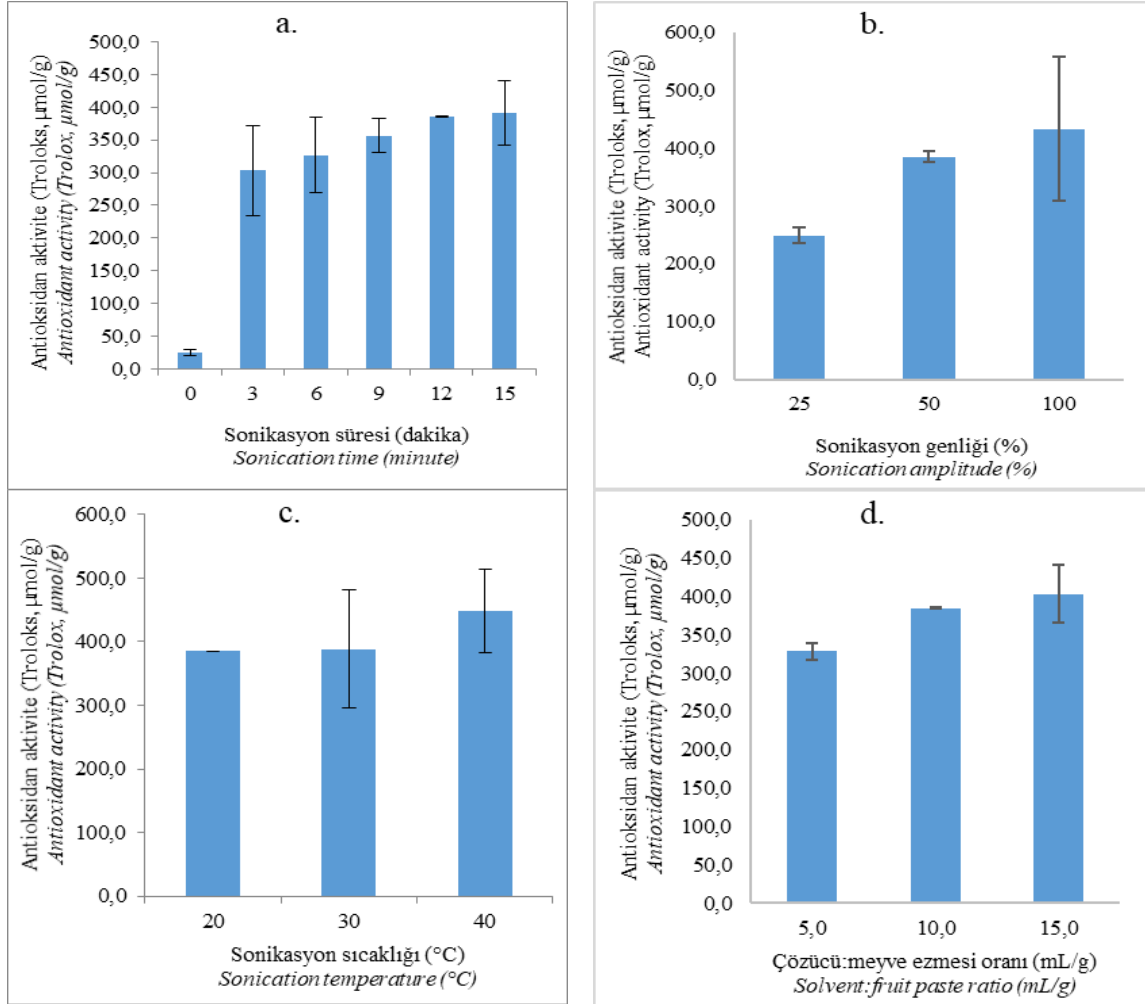 a.
Antioksidan aktivite (Troloks, µmol/g)
Antioxidant activity (Trolox, µmol/g)
500,0
450,0
400,0
350,0
300,0
250,0
200,0
150,0
100,0
50,0
0,0
0 3 6 9 12 15
Sonikasyon süresi (dakika)
Sonication time (minute)
b.
Antioksidan aktivite (Troloks, µmol/g)
Antioxidant activity (Trolox, µmol/g)
600,0
500,0
400,0
300,0
200,0
100,0
0,0
25 50 100
Sonikasyon genliği (%)
Sonication amplitude (%)
c.
Antioksidan aktivite (Troloks, µmol/g)
Antioxidant activity (Trolox, µmol/g)
600,0
500,0
400,0
300,0
200,0
100,0
0,0
20 30 40
Sonikasyon sıcaklığı (°C)
Sonication temperature (°C)
d.
Antioksidan aktivite (Troloks, µmol/g)
Antioxidant activity (Trolox, µmol/g)
500,0
450,0
400,0
350,0
300,0
250,0
200,0
150,0
100,0
50,0
0,0
5,0 10,0 15,0
Çözücü:meyve ezmesi oranı (mL/g)
Solvent:fruit paste ratio (mL/g)